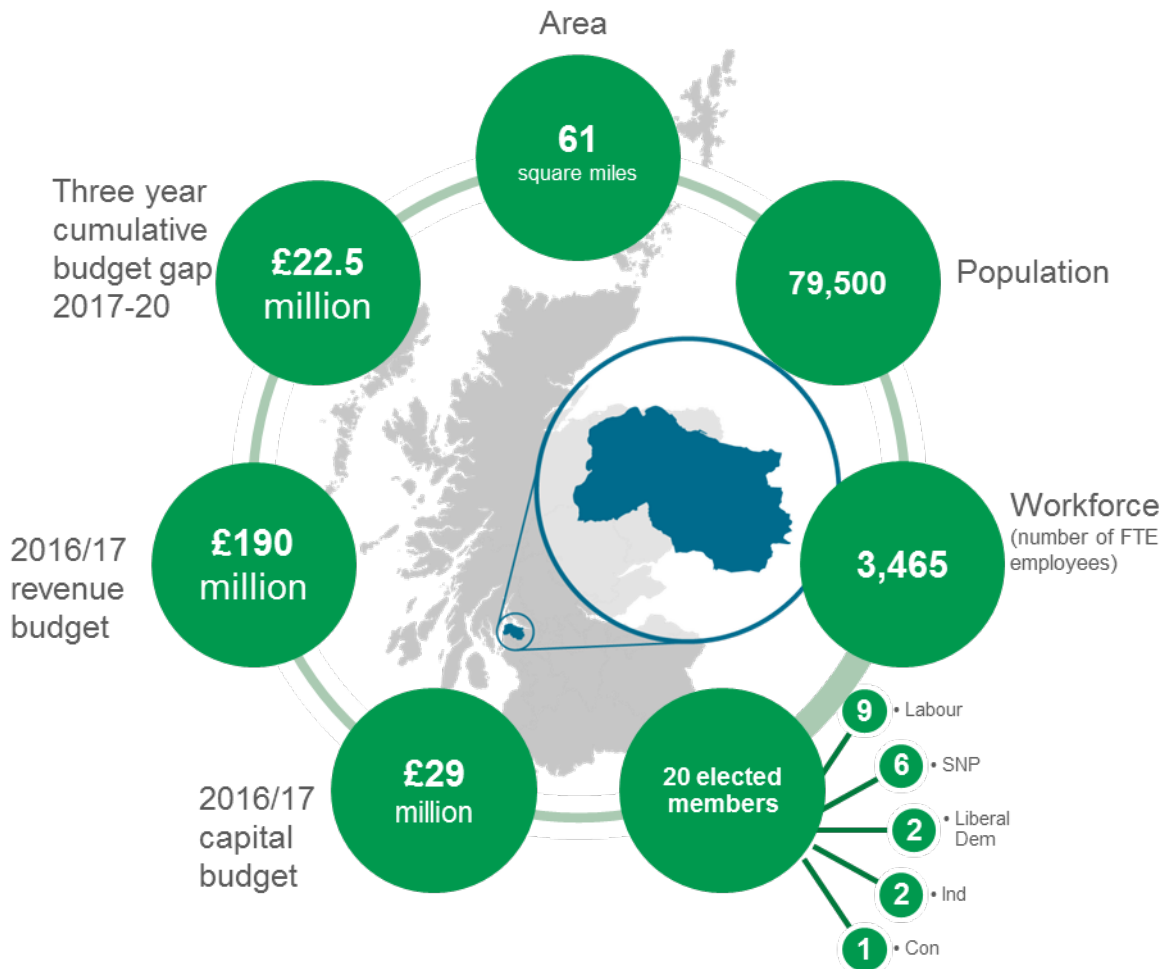 Area
61
square miles
Three year
cumulative
budget gap
2017-20
£22.5
million
79,500
Population
2016/17
revenue
budget
£190
million
3,465
Workforce
(number of FTE
employees)
2016/17
capital
budget
£29
million
20 elected
members
9
• Labour
6
• SNP
2
• Liberal
Dem
2
• Ind
1
• Con